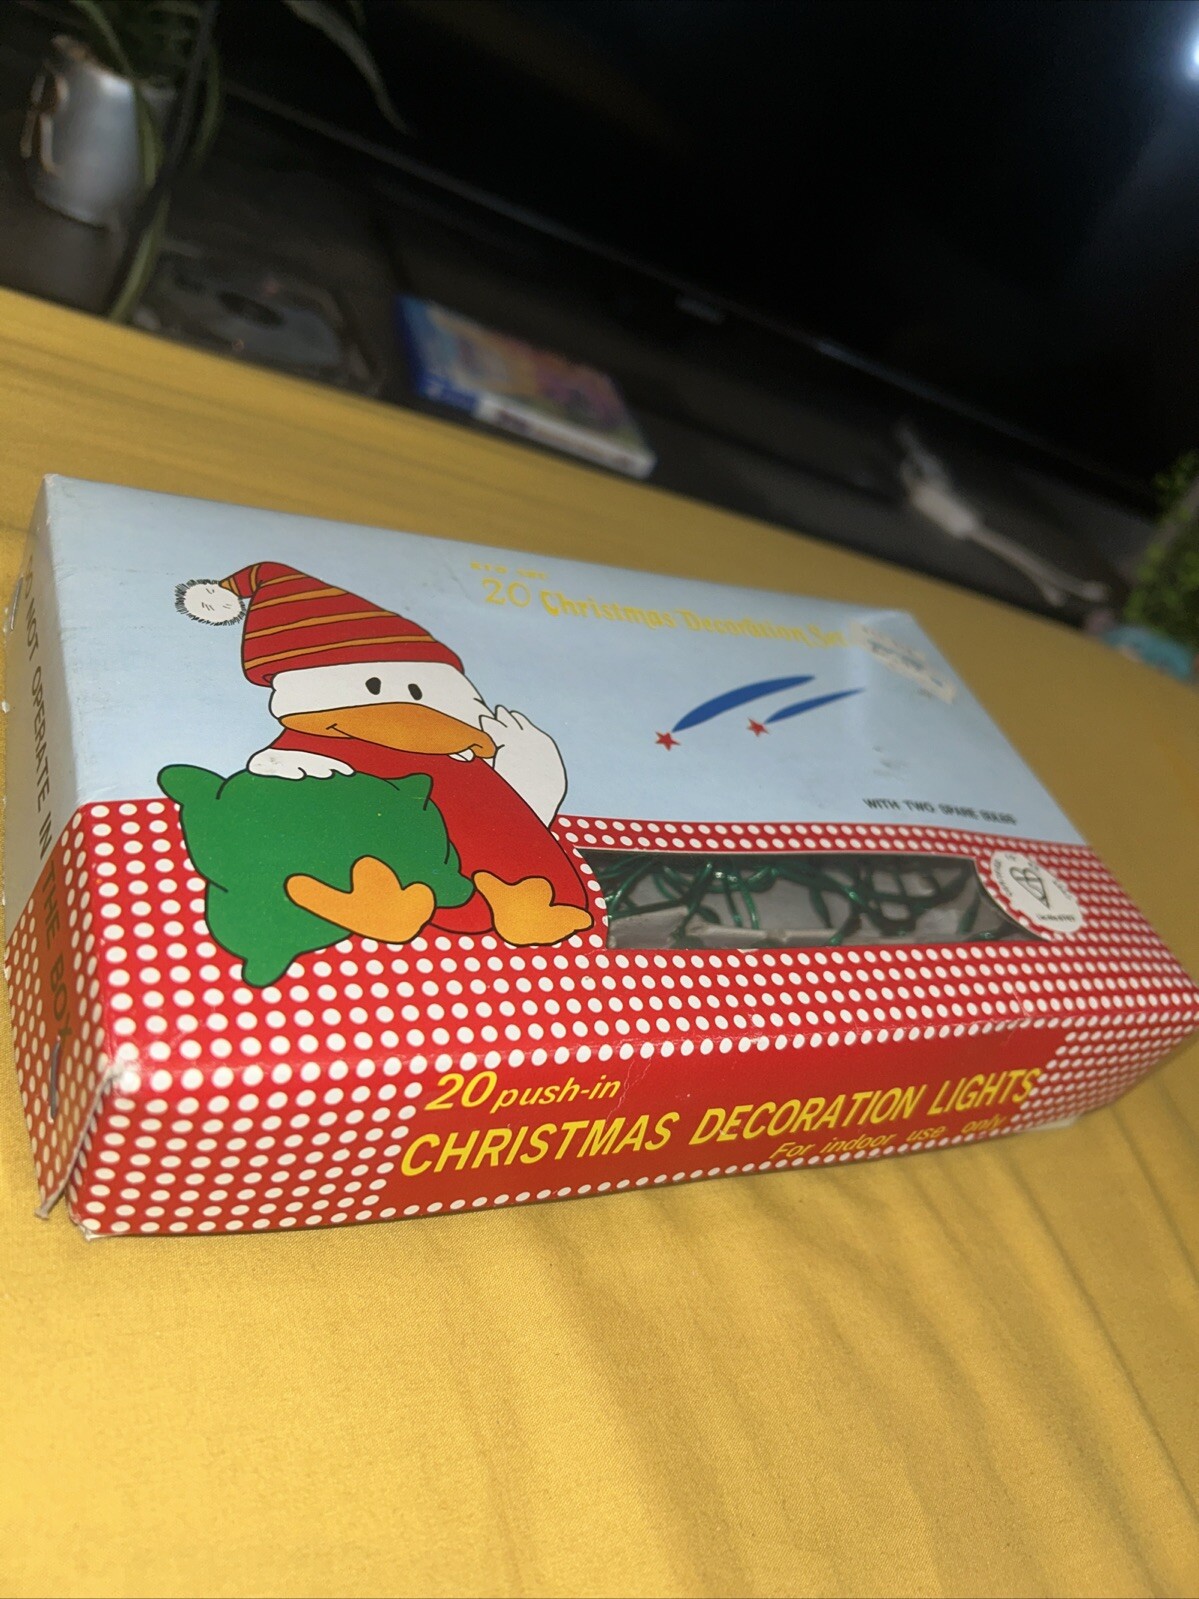 20 Christmas Decoration Set
WITH TWO SPARE BULBS
20 push-in
CHRISTMAS DECORATION LIGHTS
For indoor use only
NOT OPERATE IN THE BOX